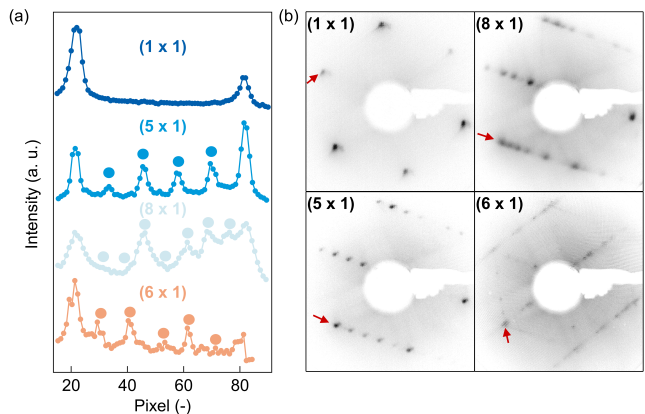 (a)
(1 x 1)
(5 x 1)
(8 x 1)
(6 x 1)
Intensity (a. u.)
20 40 60 80
Pixel (-)
(b)
(1 x 1) (8 x 1)
(5 x 1) (6 x 1)